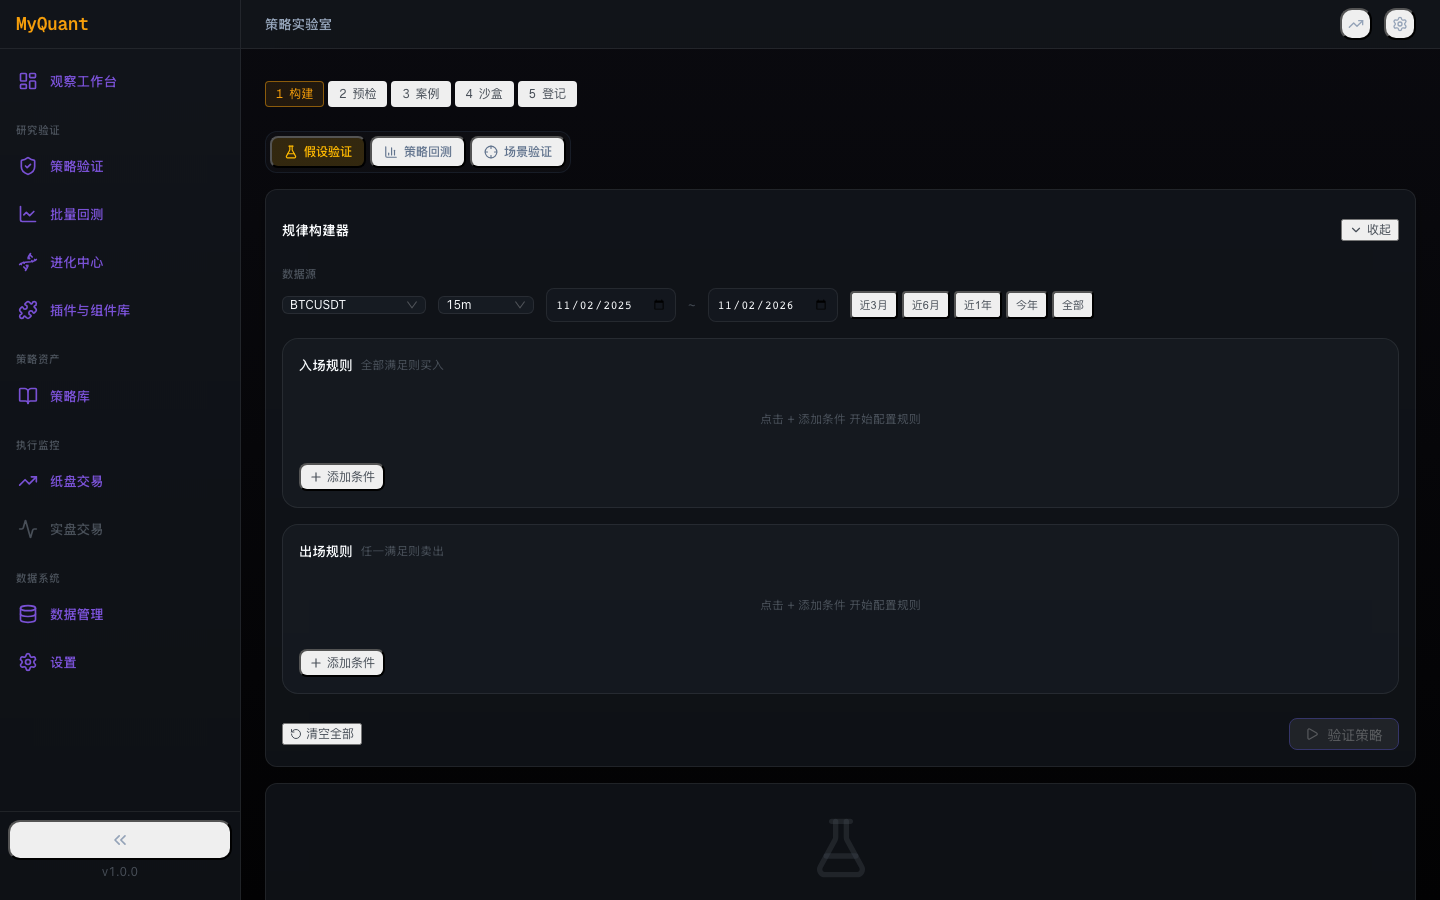 MyQuant
策略实验室
观察工作台
研究验证
策略验证
批量回测
进化中心
插件与组件库
策略资产
策略库
执行监控
纸盘交易
实盘交易
数据系统
数据管理
设置
v1.0.0
1 构建 2 预检 3 案例 4 沙盒 5 登记
假设验证 策略回测 场景验证
规律构建器 收起
数据源
BTCUSDT 15m 11/02/2025 ~ 11/02/2026 近3月 近6月 近1年 今年 全部
入场规则 全部满足则买入
点击 + 添加条件 开始配置规则
添加条件
出场规则 任一满足则卖出
点击 + 添加条件 开始配置规则
添加条件
清空全部 验证策略